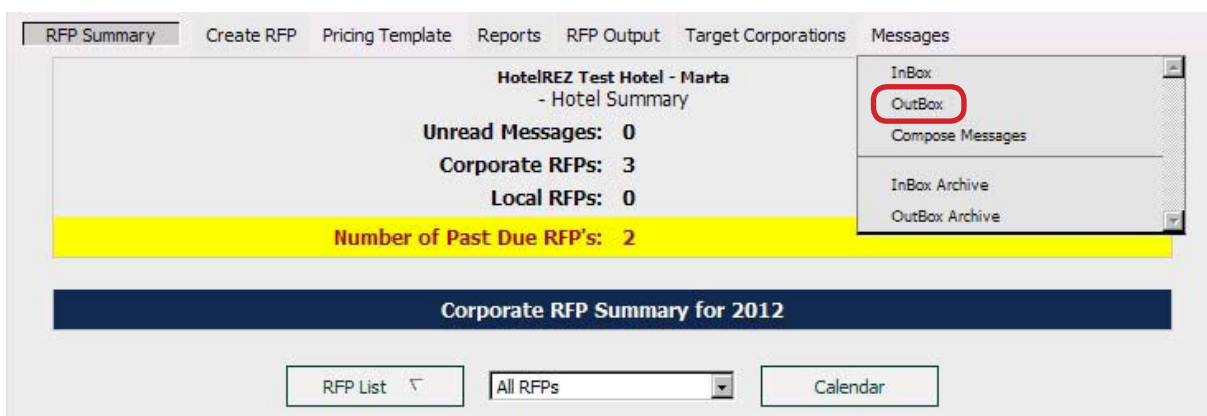 RFP Summary Create RFP Pricing Template Reports RFP Output Target Corporations Messages
HotelREZ Test Hotel - Marta
- Hotel Summary
Unread Messages: 0
Corporate RFPs: 3
Local RFPs: 0
Number of Past Due RFP's: 2
InBox
OutBox
Compose Messages
InBox Archive
OutBox Archive
Corporate RFP Summary for 2012
RFP List All RFPs Calendar